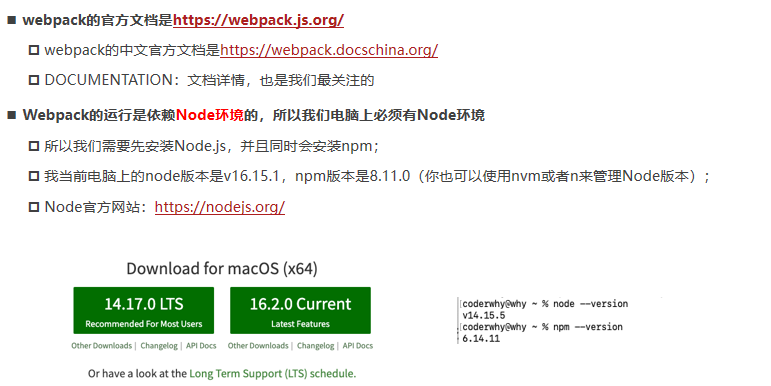 webpack的官方文档是https://webpack.js.org/
webpack的中文官方文档是https://webpack.docschina.org/
DOCUMENTATION：文档详情，也是我们最关注的
Webpack的运行是依赖Node环境的，所以我们电脑上必须有Node环境
所以我们需要先安装Node.js，并且同时会安装npm；
我当前电脑上的node版本是v16.15.1，npm版本是8.11.0（你也可以使用nvm或者n来管理Node版本）；
Node官方网站：https://nodejs.org/
Download for macOS (x64)
14.17.0 LTS
Recommended For Most Users
16.2.0 Current
Latest Features
Other Downloads | Changelog | API Docs
Other Downloads | Changelog | API Docs
Or have a look at the Long Term Support (LTS) schedule.
coderwhy@why ~ % node --version
v14.15.5
coderwhy@why ~ % npm --version
6.14.11